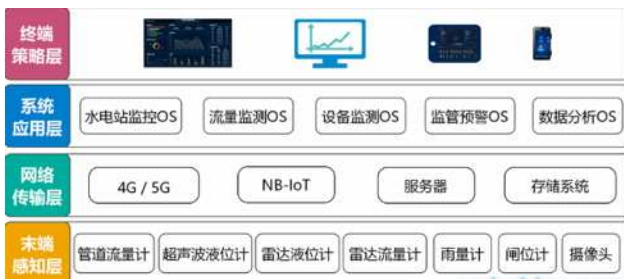 终端
策略层
系统
应用层
水电站监控OS
流量监测OS
设备监测OS
监管预警OS
数据分析OS
网络
传输层
4G / 5G
NB-IoT
服务器
存储系统
末端
感知层
管道流量计
超声波液位计
雷达液位计
雷达流量计
雨量计
闸位计
摄像头